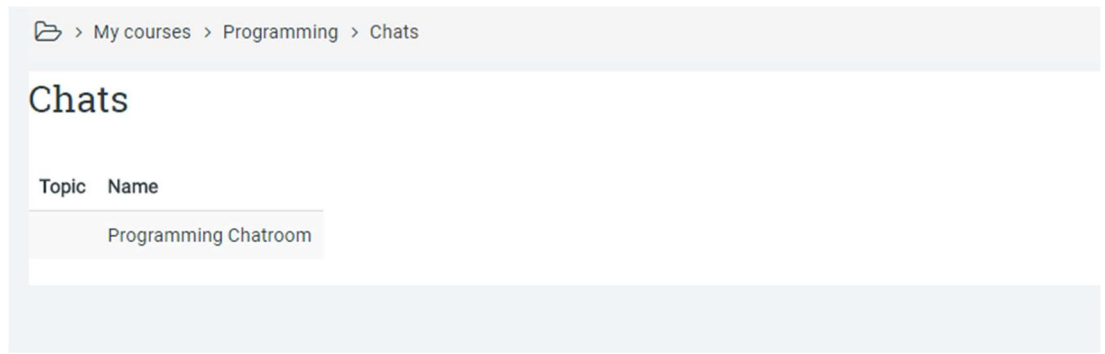 > My courses > Programming > Chats
Chats
Topic Name
Programming Chatroom